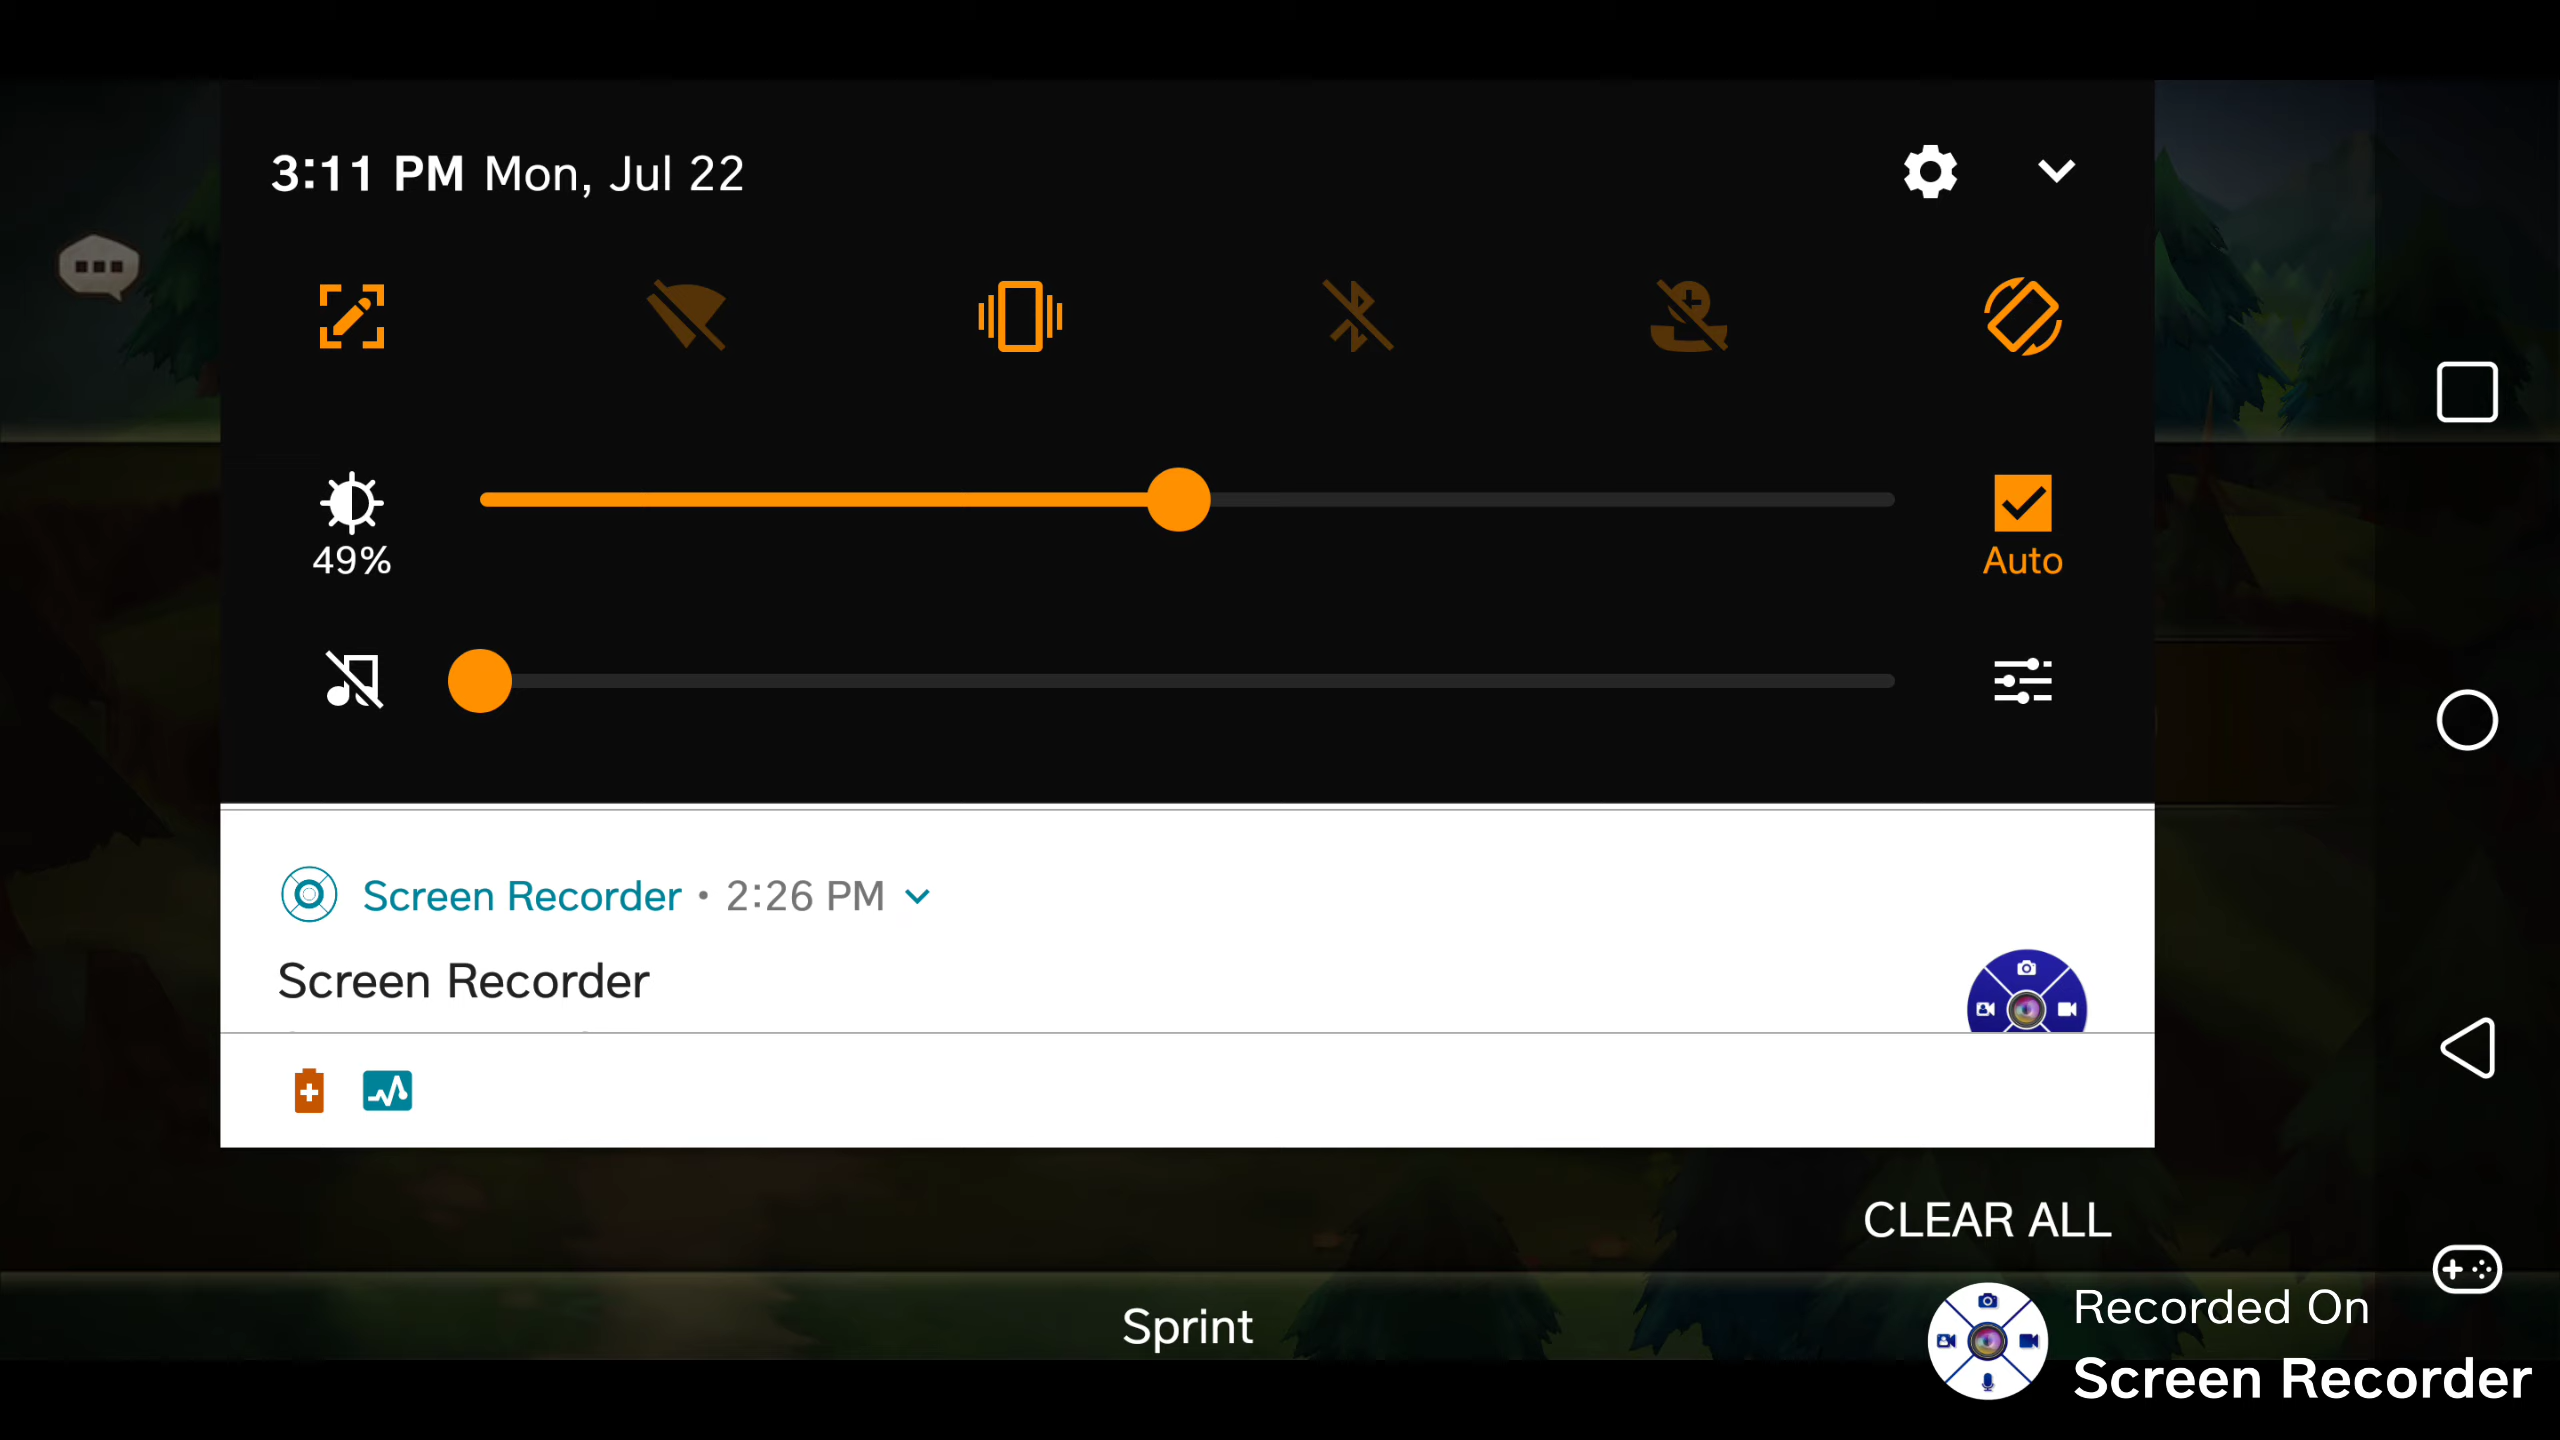 3:11 PM Mon, Jul 22
49%
Auto
Screen Recorder • 2:26 PM
Screen Recorder
CLEAR ALL
Sprint
Recorded On
Screen Recorder